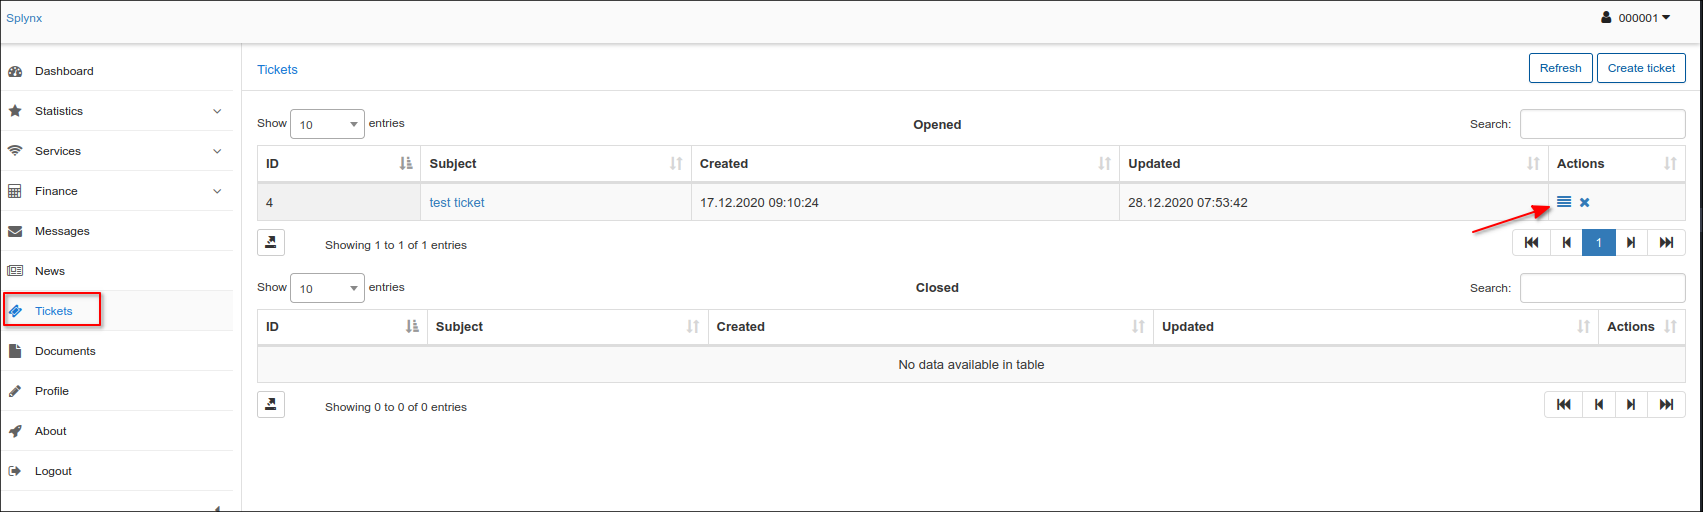 Splynx
000001
Dashboard
Statistics
Services
Finance
Messages
News
Tickets
Documents
Profile
About
Logout
Tickets
Refresh
Create ticket
Show 10 entries
Opened
Search:
ID Subject Created Updated Actions
4 test ticket 17.12.2020 09:10:24 28.12.2020 07:53:42
Showing 1 to 1 of 1 entries
1
Show 10 entries
Closed
Search:
ID Subject Created Updated Actions
No data available in table
Showing 0 to 0 of 0 entries